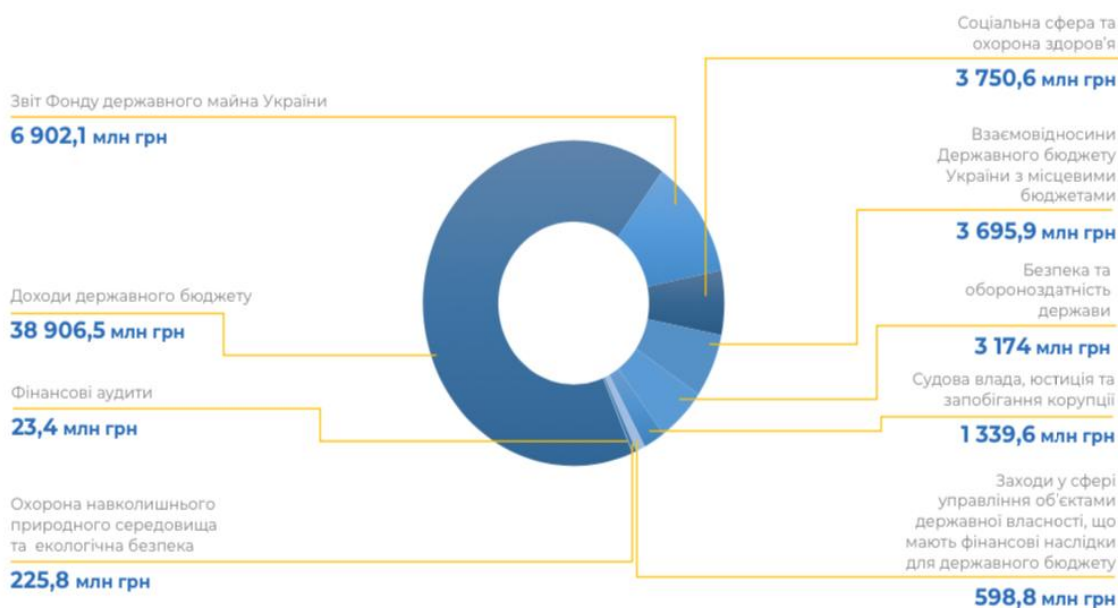 Звіт Фонду державного майна України
6 902,1 млн грн
Доходи державного бюджету
38 906,5 млн грн
Фінансові аудити
23,4 млн грн
Охорона навколишнього
природного середовища
та екологічна безпека
225,8 млн грн
Соціальна сфера та
охорона здоров'я
3 750,6 млн грн
Взаємовідносини
Державного бюджету
України з місцевими
бюджетами
3 695,9 млн грн
Безпека та
обороноздатність
держави
3 174 млн грн
Судова влада, юстиція та
запобігання корупції
1 339,6 млн грн
Заходи у сфері
управління об'єктами
державної власності, що
мають фінансові наслідки
для державного бюджету
598,8 млн грн